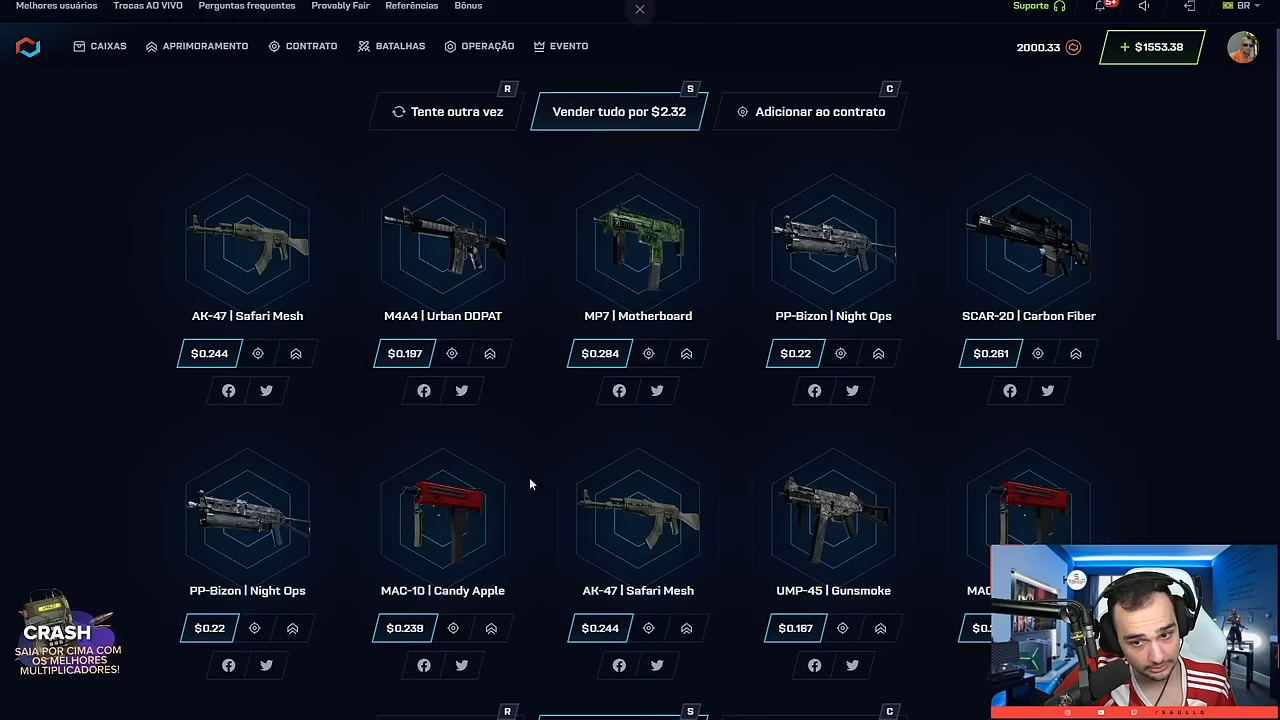 Melhores usuários Trocas AO VIVO Perguntas frequentes Provably Fair Referências Bônus Suporte 5+ BR
CAIXAS APRIMORAMENTO CONTRATO BATALHAS OPERAÇÃO EVENTO 2000.33 + $1553.38
R S C
Tente outra vez Vender tudo por $2.32 Adicionar ao contrato
AK-47 | Safari Mesh M4A4 | Urban DDPAT MP7 | Motherboard PP-Bizon | Night Ops SCAR-20 | Carbon Fiber
$0.244 $0.197 $0.284 $0.22 $0.261
PP-Bizon | Night Ops MAC-10 | Candy Apple AK-47 | Safari Mesh UMP-45 | Gunsmoke
$0.22 $0.239 $0.244 $0.167
CRASH
SAIA POR CIMA COM
OS MELHORES
MULTIPLICADORES!
R S C
/SAULLO